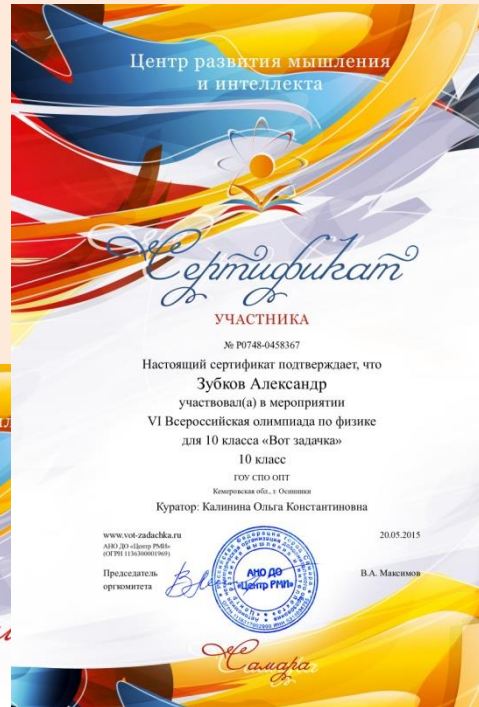 Центр развития мышления
и интеллекта
Сертификат
УЧАСТНИКА
№ P0748-0458367
Настоящий сертификат подтверждает, что
Зубков Александр
участвовал(а) в мероприятии
VI Всероссийская олимпиада по физике
для 10 класса «Вот задачка»
10 класс
ГОУ СПО ОПТ
Кемеровская обл., г. Осинники
Куратор: Калинина Ольга Константиновна
www.vot-zadachka.ru
20.05.2015
АНО ДО «Центр РМИ»
(ОГРН 1136300001969)
Председатель
оргкомитета
АНО ДО
«Центр РМИ»
В.А. Максимов
Самара